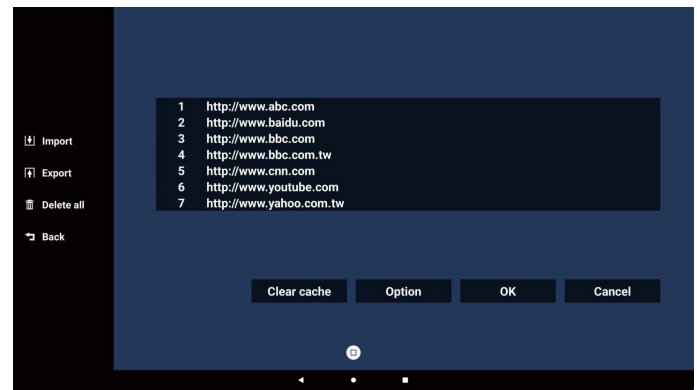 Import
Export
Delete all
Back
1 http://www.abc.com
2 http://www.baidu.com
3 http://www.bbc.com
4 http://www.bbc.com.tw
5 http://www.cnn.com
6 http://www.youtube.com
7 http://www.yahoo.com.tw
Clear cache Option OK Cancel